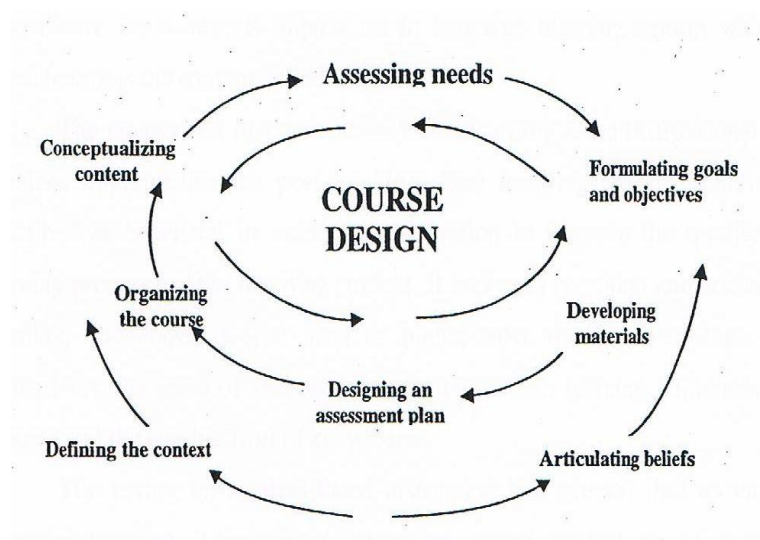 Assessing needs
Conceptualizing
content
Formulating goals
and objectives
COURSE
DESIGN
Organizing
the course
Developing
materials
Designing an
assessment plan
Defining the context
Articulating beliefs